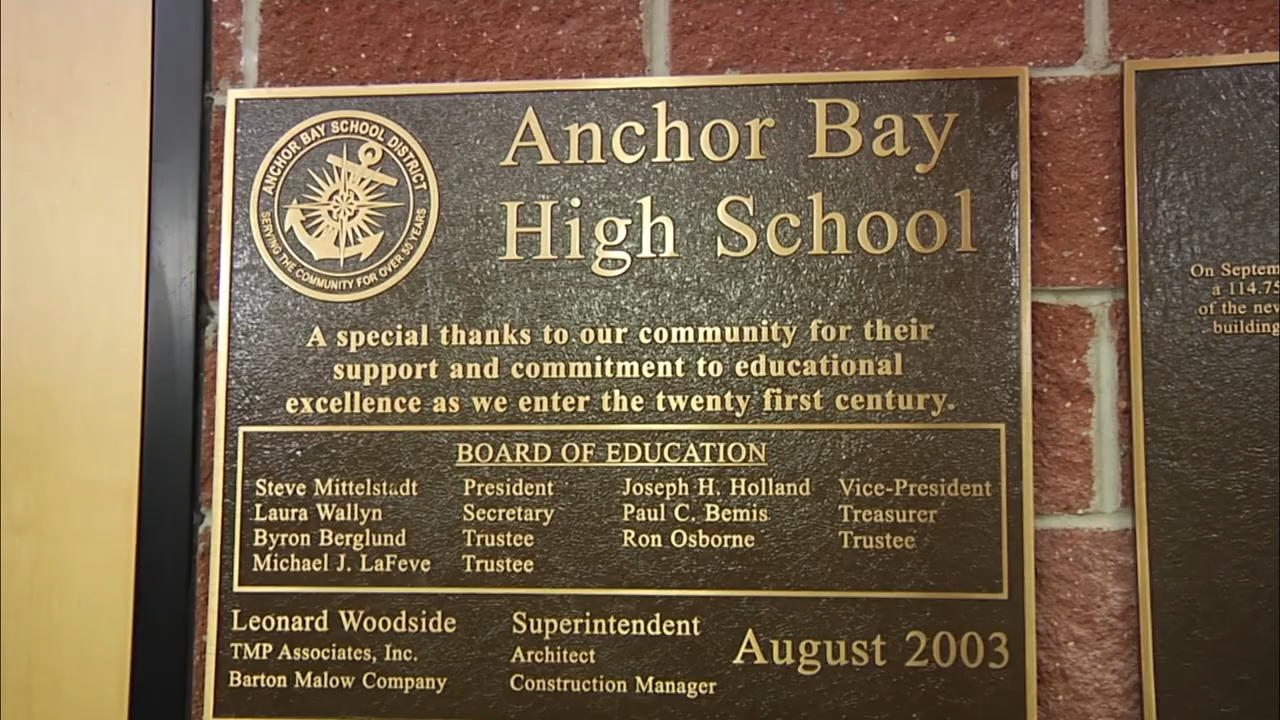 ANCHOR BAY SCHOOL DISTRICT
SERVING THE COMMUNITY FOR OVER 50 YEARS
Anchor Bay
High School
A special thanks to our community for their
support and commitment to educational
excellence as we enter the twenty first century.
BOARD OF EDUCATION
Steve Mittelstadt President Joseph H. Holland Vice-President
Laura Wallyn Secretary Paul C. Bemis Treasurer
Byron Berglund Trustee Ron Osborne Trustee
Michael J. LaFeve Trustee
Leonard Woodside Superintendent
TMP Associates, Inc. Architect
Barton Malow Company Construction Manager
August 2003
On Septem
a 114.75
of the new
building